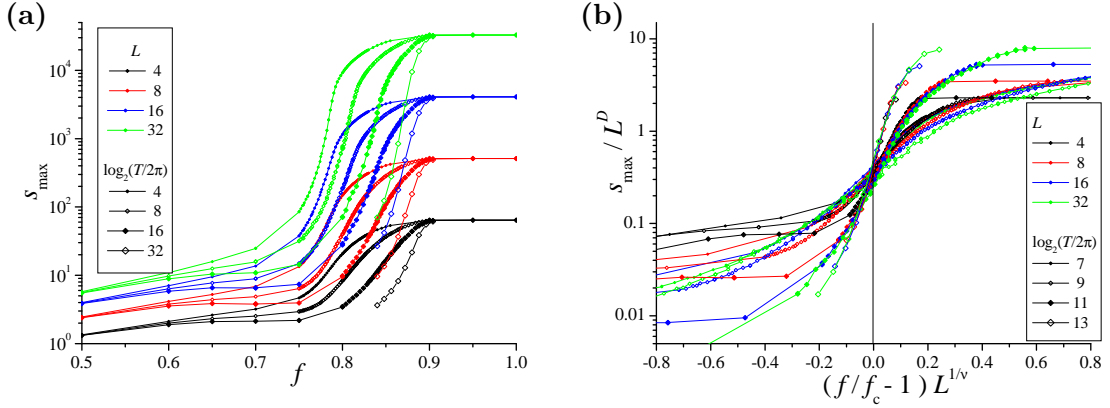 (a)
s_max
10^4
10^3
10^2
10^1
10^0
L
4
8
16
32
log_2(T/2π)
4
8
16
32
0.5 0.6 0.7 0.8 0.9 1.0
f
(b)
s_max / L^D
10
1
0.1
0.01
L
4
8
16
32
log_2(T/2π)
7
9
11
13
-0.8 -0.6 -0.4 -0.2 0.0 0.2 0.4 0.6 0.8
(f/f_c - 1) L^{1/ν}